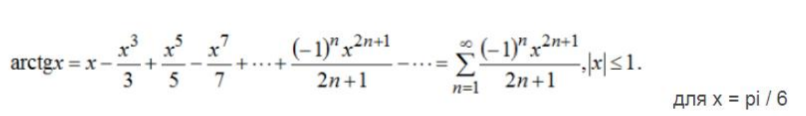 arctgx = x - x³/3 + x⁵/5 - x⁷/7 + ··· + (-1)ⁿx²ⁿ⁺¹/2n+1 - ··· = ∞∑n=1 (-1)ⁿx²ⁿ⁺¹/2n+1 ,|x| ≤ 1.
для x = pi / 6